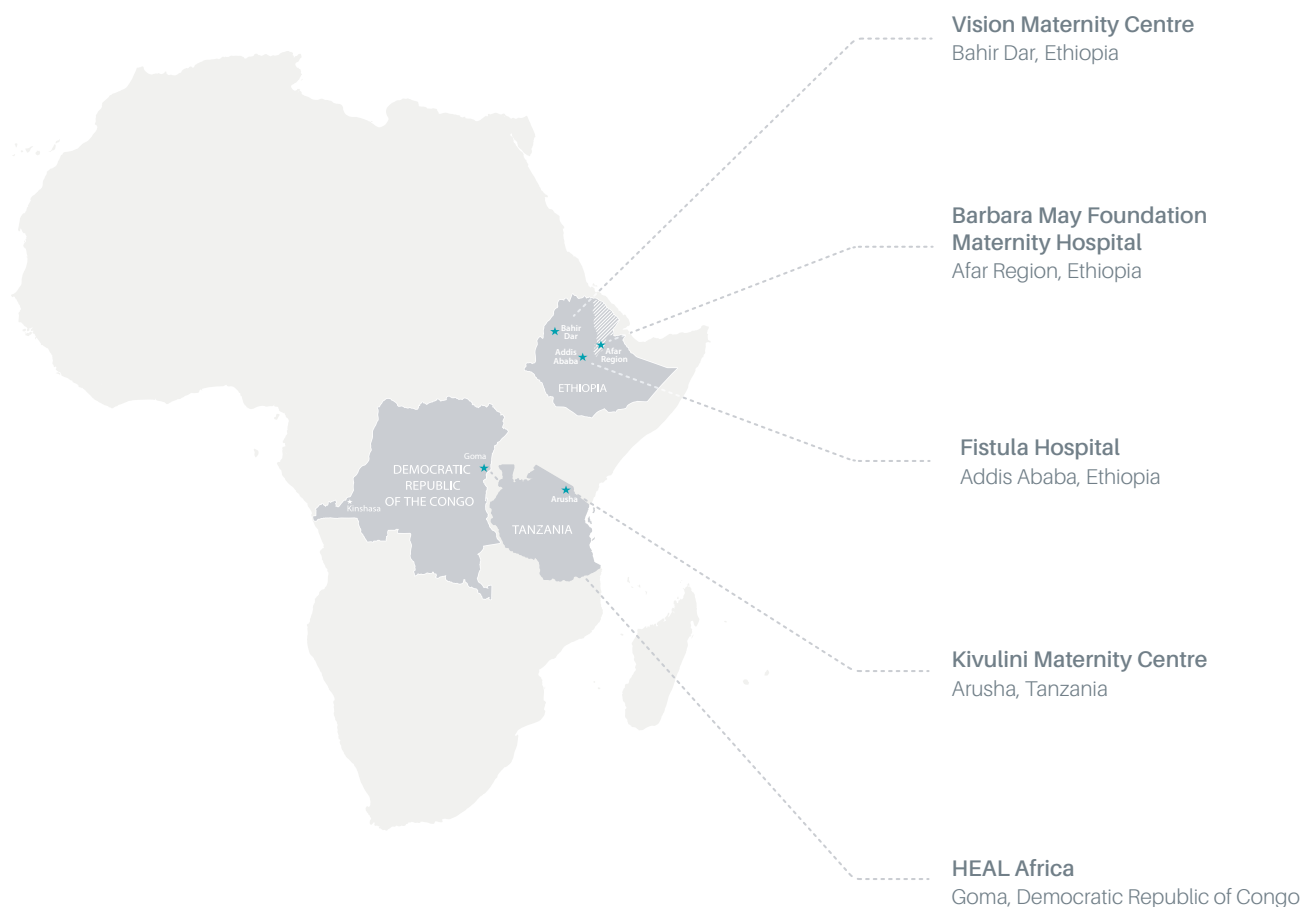 Vision Maternity Centre
Bahir Dar, Ethiopia
Barbara May Foundation
Maternity Hospital
Afar Region, Ethiopia
Bahir
Dar
Addis
Ababa
Afar
Region
ETHIOPIA
Fistula Hospital
Addis Ababa, Ethiopia
Goma
DEMOCRATIC
REPUBLIC
OF THE CONGO
Kinshasa
Arusha
TANZANIA
Kivulini Maternity Centre
Arusha, Tanzania
HEAL Africa
Goma, Democratic Republic of Congo